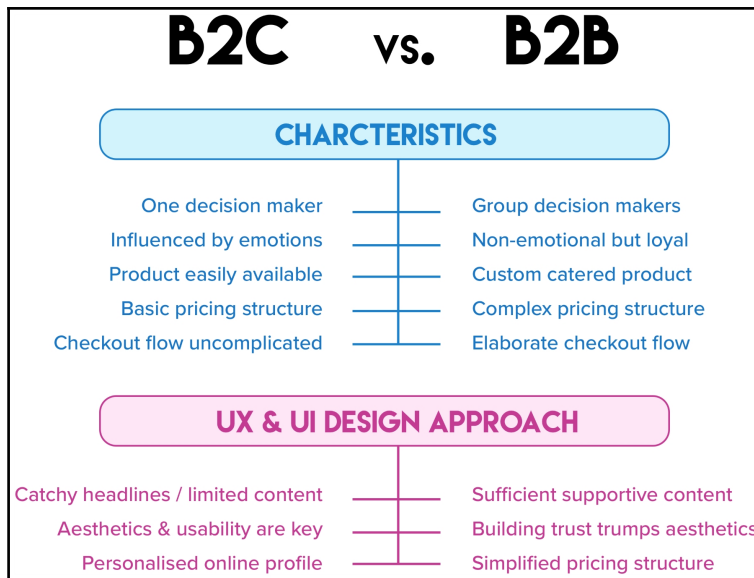 B2C vs. B2B
CHARCTERISTICS
One decision maker Group decision makers
Influenced by emotions Non-emotional but loyal
Product easily available Custom catered product
Basic pricing structure Complex pricing structure
Checkout flow uncomplicated Elaborate checkout flow
UX & UI DESIGN APPROACH
Catchy headlines / limited content Sufficient supportive content
Aesthetics & usability are key Building trust trumps aesthetics
Personalised online profile Simplified pricing structure